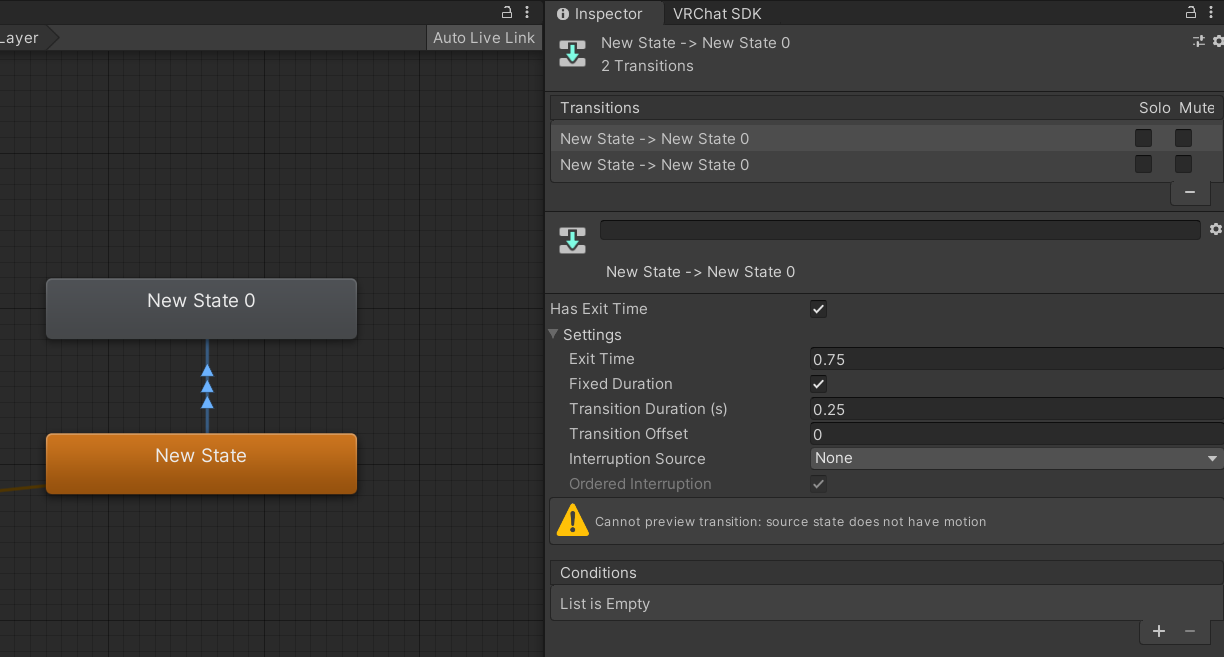 Layer
Auto Live Link
New State 0
New State
Inspector
VRChat SDK
New State -> New State 0
2 Transitions
Transitions Solo Mute
New State -> New State 0
New State -> New State 0
New State -> New State 0
Has Exit Time
Settings
Exit Time 0.75
Fixed Duration
Transition Duration (s) 0.25
Transition Offset 0
Interruption Source None
Ordered Interruption
Cannot preview transition: source state does not have motion
Conditions
List is Empty